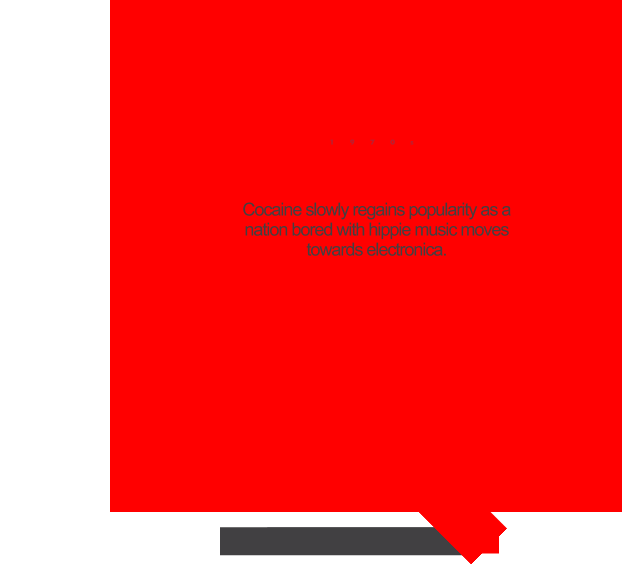 Cocaine slowly regains popularity as a
nation bored with hippie music moves
towards electronica.